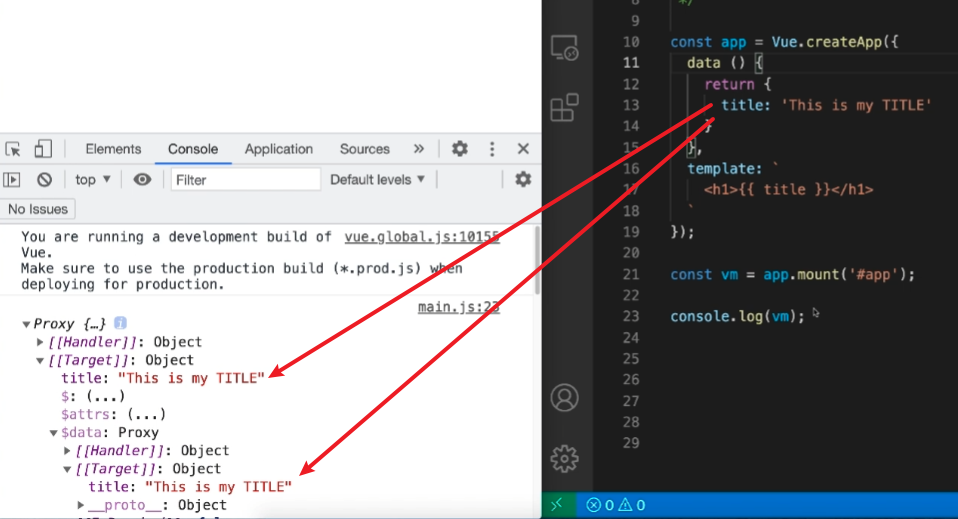 Elements Console Application Sources »
top ▼ Filter Default levels ▼
No Issues
You are running a development build of vue.global.js:10155
Vue.
Make sure to use the production build (*.prod.js) when
deploying for production.
main.js:23
▼Proxy {…} i
▶[[Handler]]: Object
▼[[Target]]: Object
title: "This is my TITLE"
$: (...)
$attrs: (...)
▼$data: Proxy
▶[[Handler]]: Object
▼[[Target]]: Object
title: "This is my TITLE"
▶__proto__: Object
8 */
9
10 const app = Vue.createApp({
11 data () {
12 return {
13 title: 'This is my TITLE'
14 }
15 },
16 template: `
17 <h1>{{ title }}</h1>
18 `
19 });
20
21 const vm = app.mount('#app');
22
23 console.log(vm);
24
25
26
27
28
29
0 0